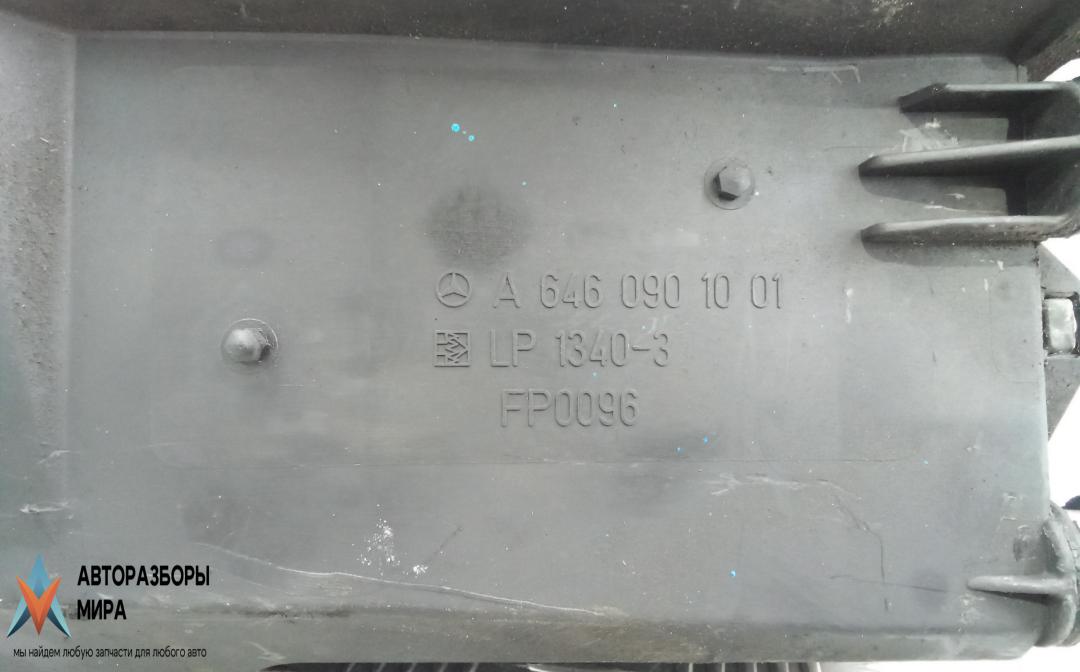 A 646 090 10 01
LP 1340-3
FP0096
АВТОРАЗБОРЫ
МИРА
мы найдем любую запчасти для любого авто